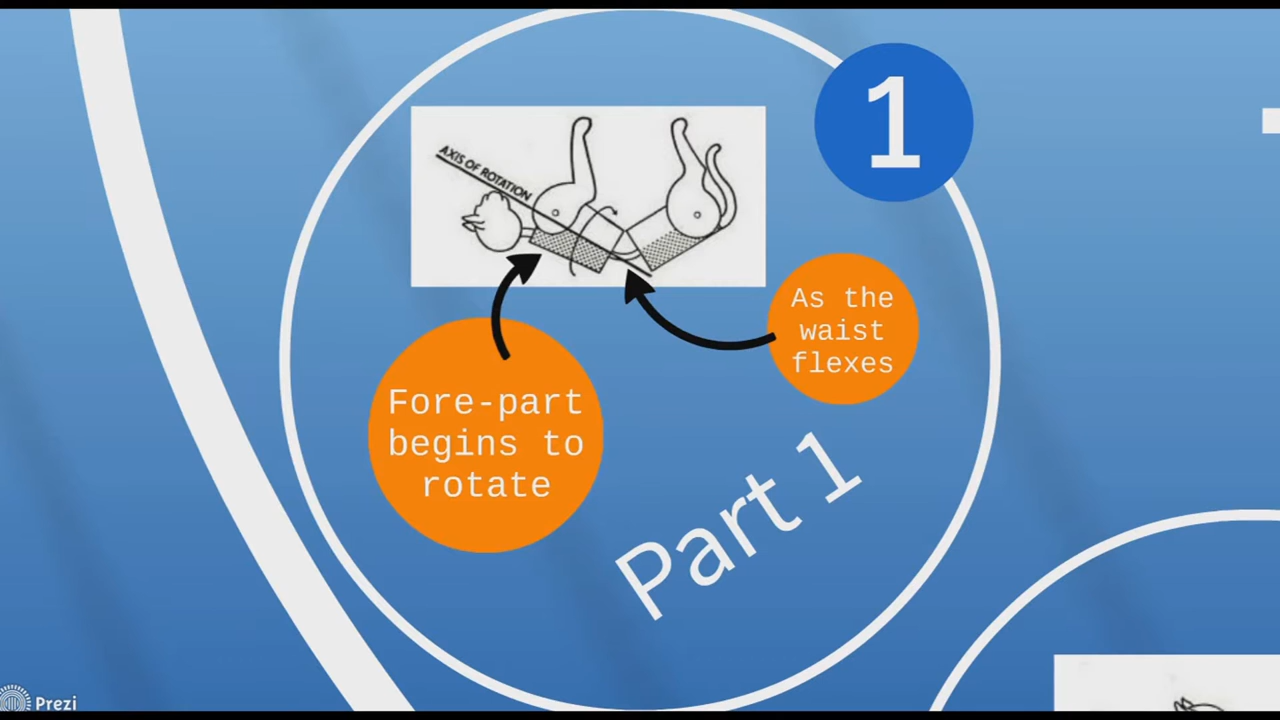 1
AXIS OF ROTATION
As the
waist
flexes
Fore-part
begins to
rotate
Part 1
Prezi